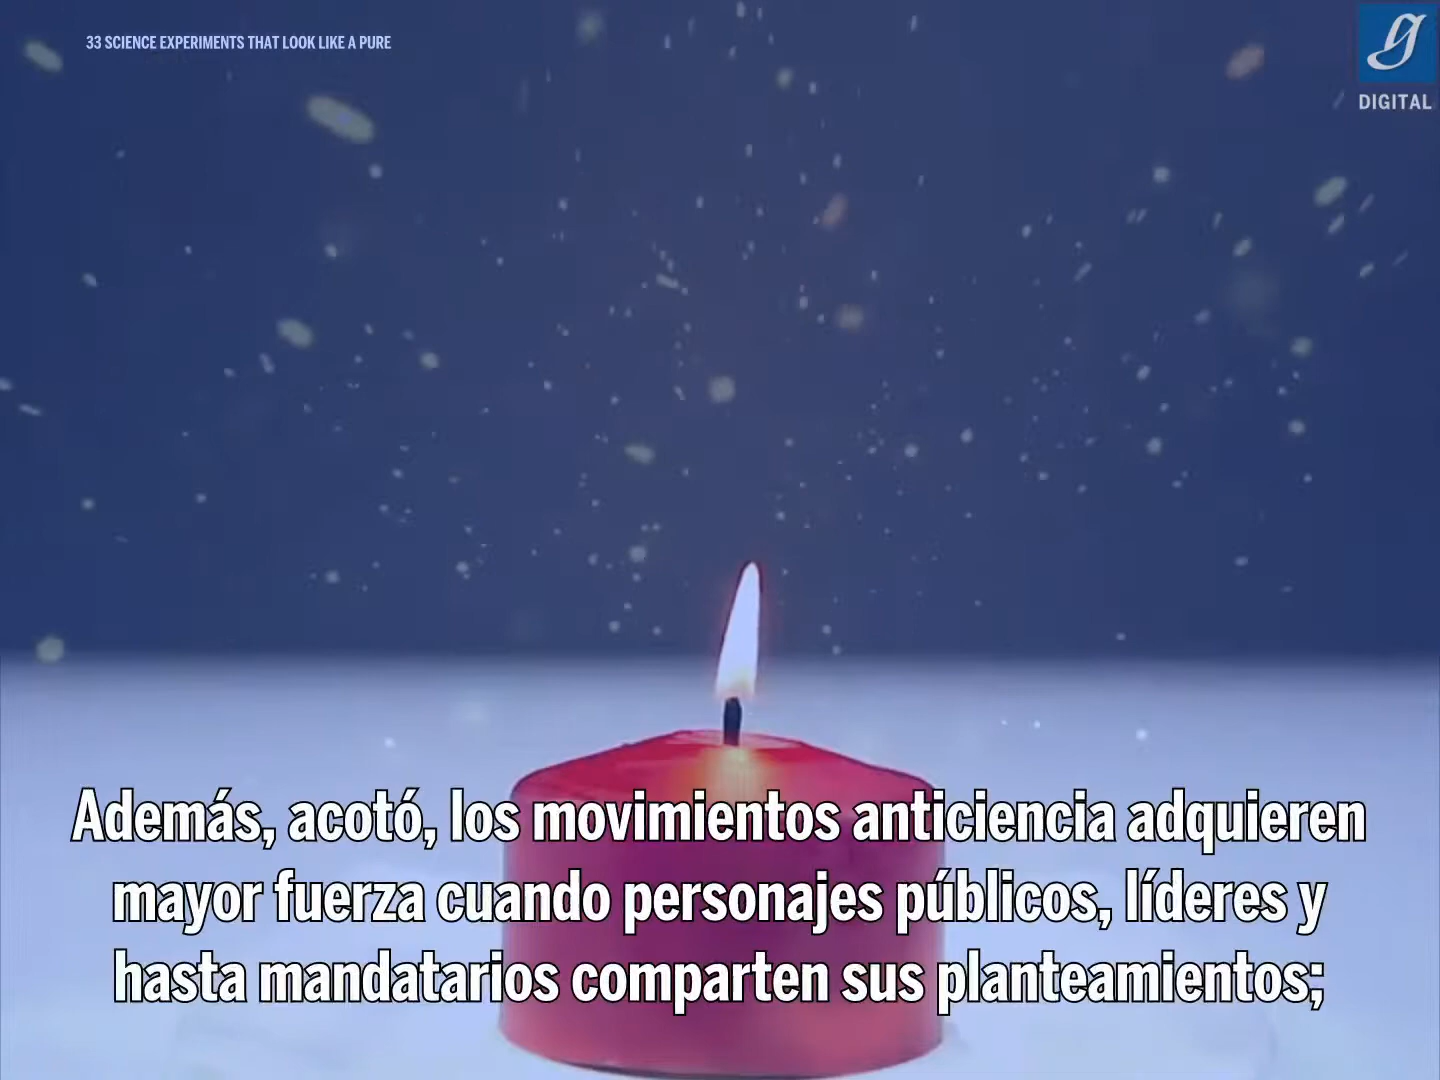 33 SCIENCE EXPERIMENTS THAT LOOK LIKE A PURE
g
DIGITAL
Además, acotó, los movimientos anticiencia adquieren
mayor fuerza cuando personajes públicos, líderes y
hasta mandatarios comparten sus planteamientos;